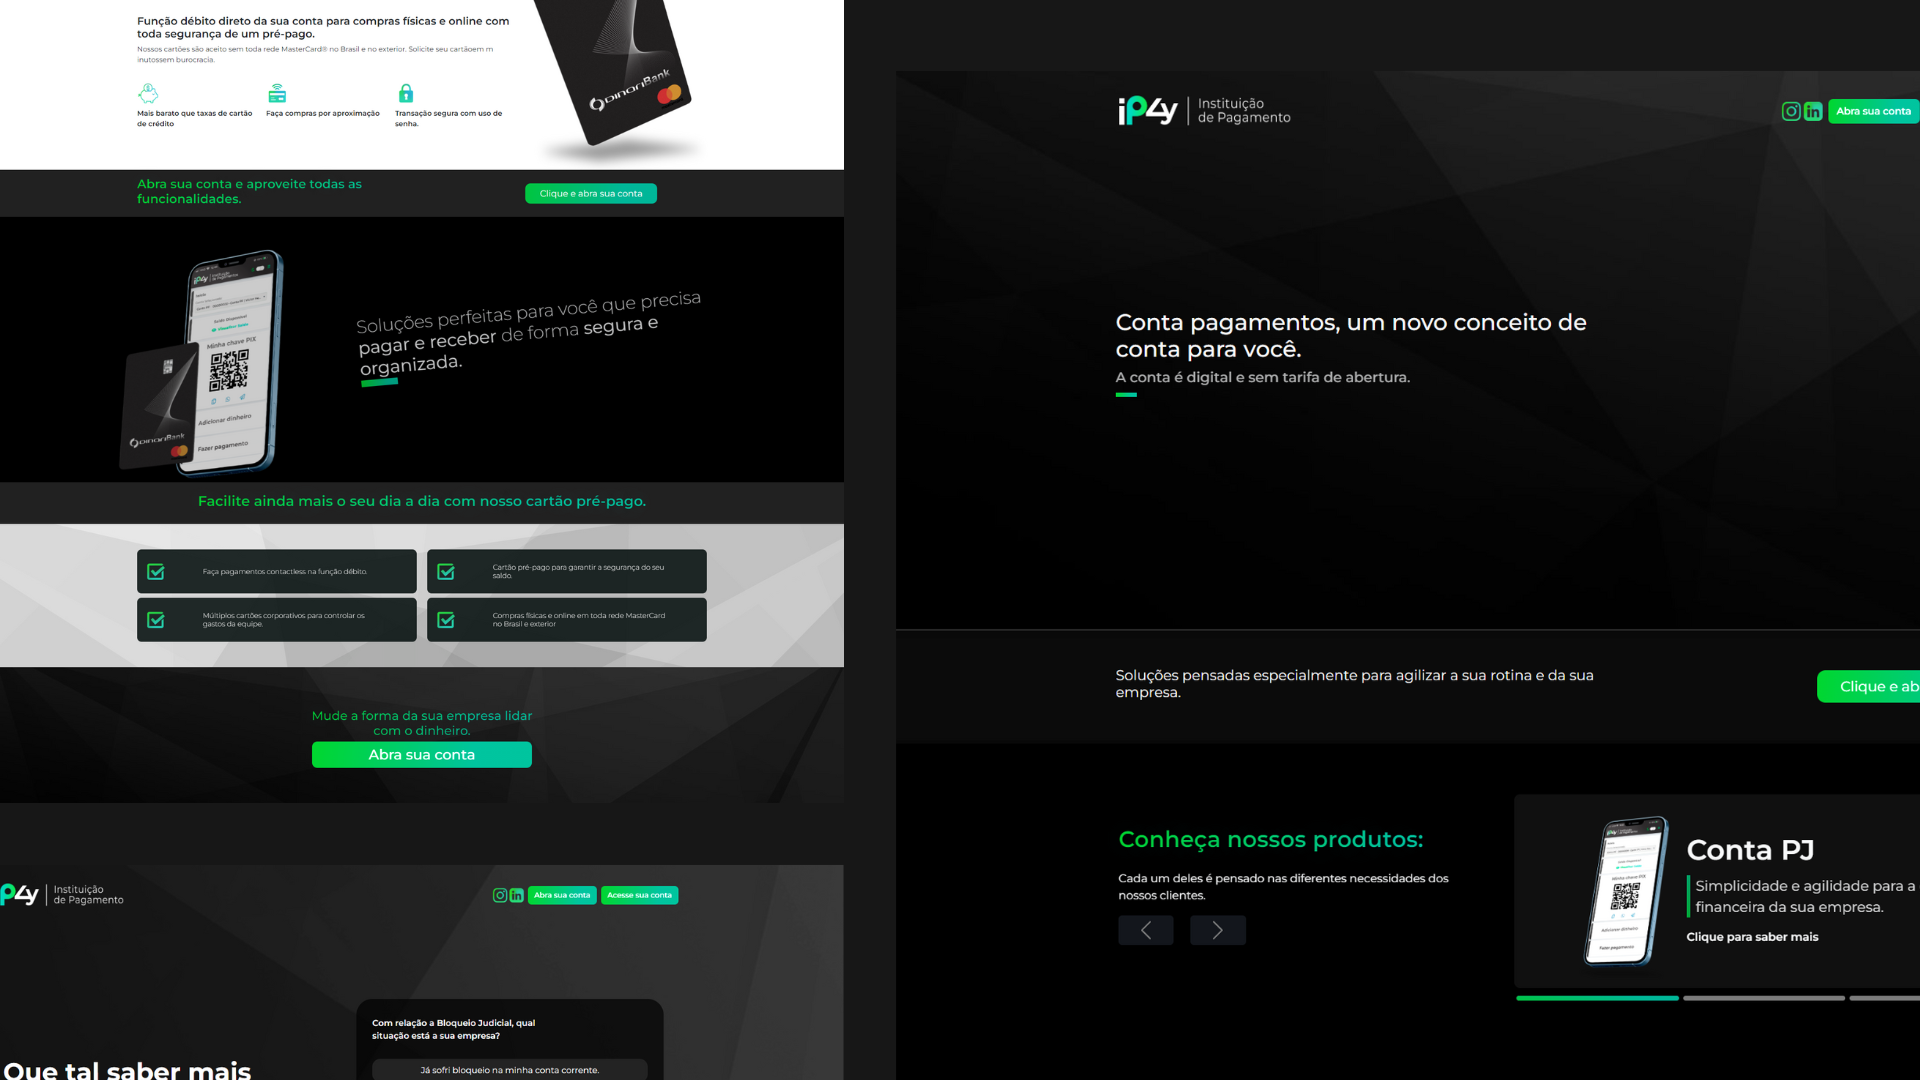 Função débito direto da sua conta para compras físicas e online com
toda segurança de um pré-pago.
Nossos cartões são aceito sem toda rede MasterCard® no Brasil e no exterior. Solicite seu cartãoem m
inutossem burocracia.
Mais barato que taxas de cartão
de crédito
Faça compras por aproximação
Transação segura com uso de
senha.
DinariBank
Abra sua conta e aproveite todas as
funcionalidades.
Clique e abra sua conta
Minha chave PIX
Adicionar dinheiro
Fazer pagamento
DinariBank
Soluções perfeitas para você que precisa
pagar e receber de forma segura e
organizada.
Facilite ainda mais o seu dia a dia com nosso cartão pré-pago.
Faça pagamentos contactless na função débito.
Cartão pré-pago para garantir a segurança do seu
saldo.
Múltiplos cartões corporativos para controlar os
gastos da equipe.
Compras físicas e online em toda rede MasterCard
no Brasil e exterior
Mude a forma da sua empresa lidar
com o dinheiro.
Abra sua conta
Instituição
de Pagamento
Abra sua conta
Acesse sua conta
Com relação a Bloqueio Judicial, qual
situação está a sua empresa?
Já sofri bloqueio na minha conta corrente.
Que tal saber mais
iP4y
Instituição
de Pagamento
Abra sua conta
Conta pagamentos, um novo conceito de
conta para você.
A conta é digital e sem tarifa de abertura.
Soluções pensadas especialmente para agilizar a sua rotina e da sua
empresa.
Clique e ab
Conheça nossos produtos:
Cada um deles é pensado nas diferentes necessidades dos
nossos clientes.
Minha chave PIX
Adicionar dinheiro
Fazer pagamento
Conta PJ
Simplicidade e agilidade para a
financeira da sua empresa.
Clique para saber mais